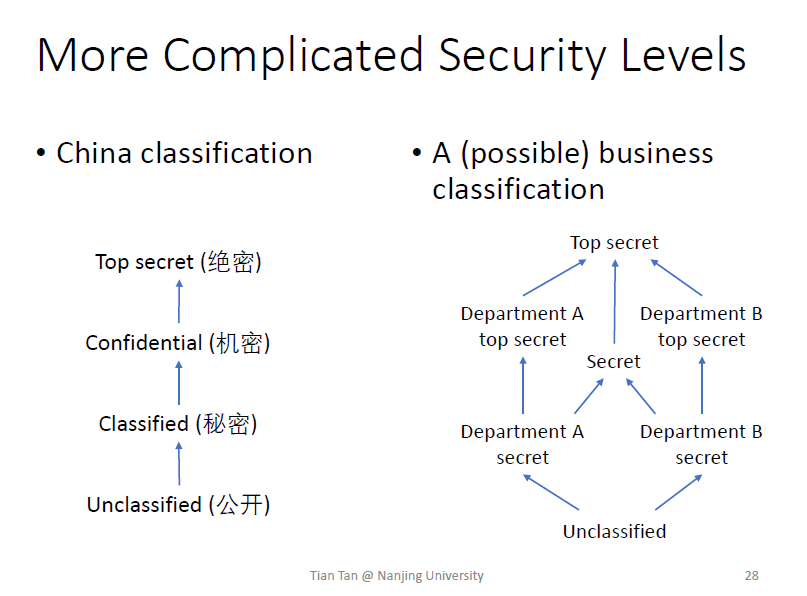 More Complicated Security Levels
• China classification
Top secret (绝密)
Confidential (机密)
Classified (秘密)
Unclassified (公开)
• A (possible) business
classification
Top secret
Department A
top secret
Department B
top secret
Secret
Department A
secret
Department B
secret
Unclassified
Tian Tan @ Nanjing University
28